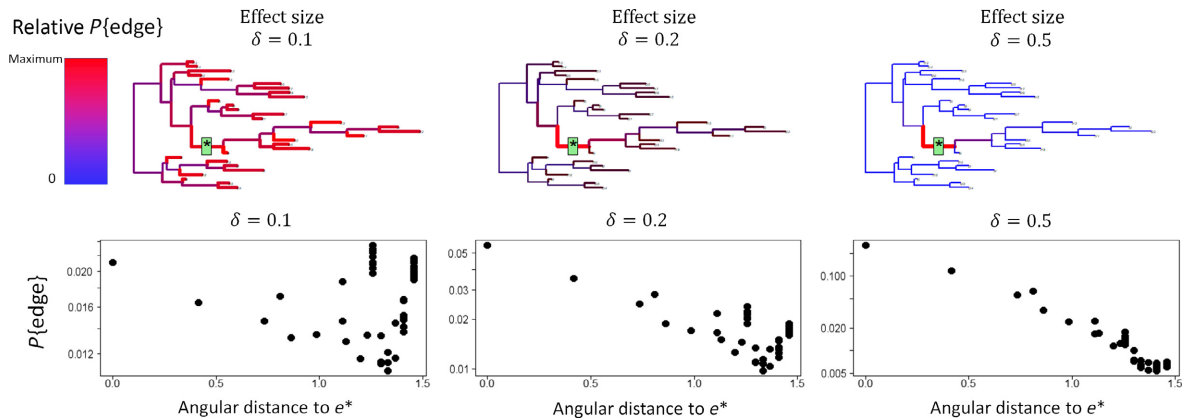 Relative P{edge}
Maximum
0
Effect size
δ = 0.1
*
Effect size
δ = 0.2
*
Effect size
δ = 0.5
*
δ = 0.1
P{edge}
0.020
0.016
0.012
0.0
0.5
1.0
1.5
Angular distance to e*
δ = 0.2
0.05
0.03
0.02
0.01
0.0
0.5
1.0
1.5
Angular distance to e*
δ = 0.5
0.100
0.020
0.005
0.0
0.5
1.0
1.5
Angular distance to e*